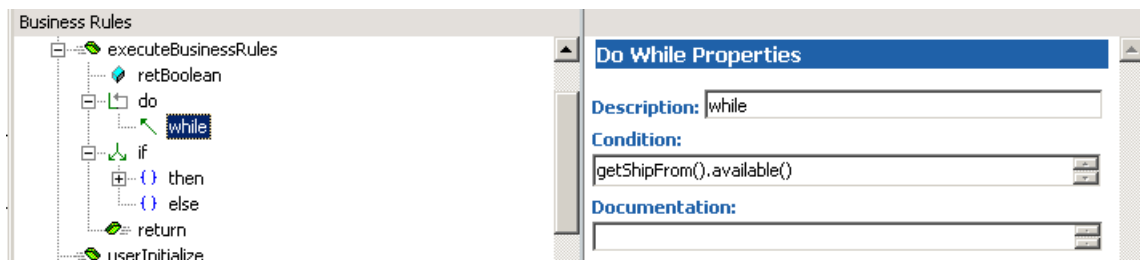 Business Rules
executeBusinessRules
retBoolean
do
while
if
then
else
return
userInitialize
Do While Properties
Description: while
Condition:
getShipFrom().available()
Documentation: